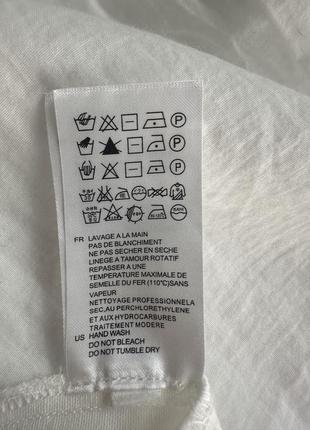 FR LAVAGE A LA MAIN
PAS DE BLANCHIMENT
NE PAS SECHER EN SECHE
LINEGE A TAMOUR ROTATIF
REPASSER A UNE
TEMPERATURE MAXIMALE DE
SEMELLE DU FER (110°C)SANS
VAPEUR
NETTOYAGE PROFESSIONNELA
SEC,AU PERCHLORETHYLENE
ET AUX HYDROCARBURES
TRAITEMENT MODERE
US HAND WASH
DO NOT BLEACH
DO NOT TUMBLE DRY